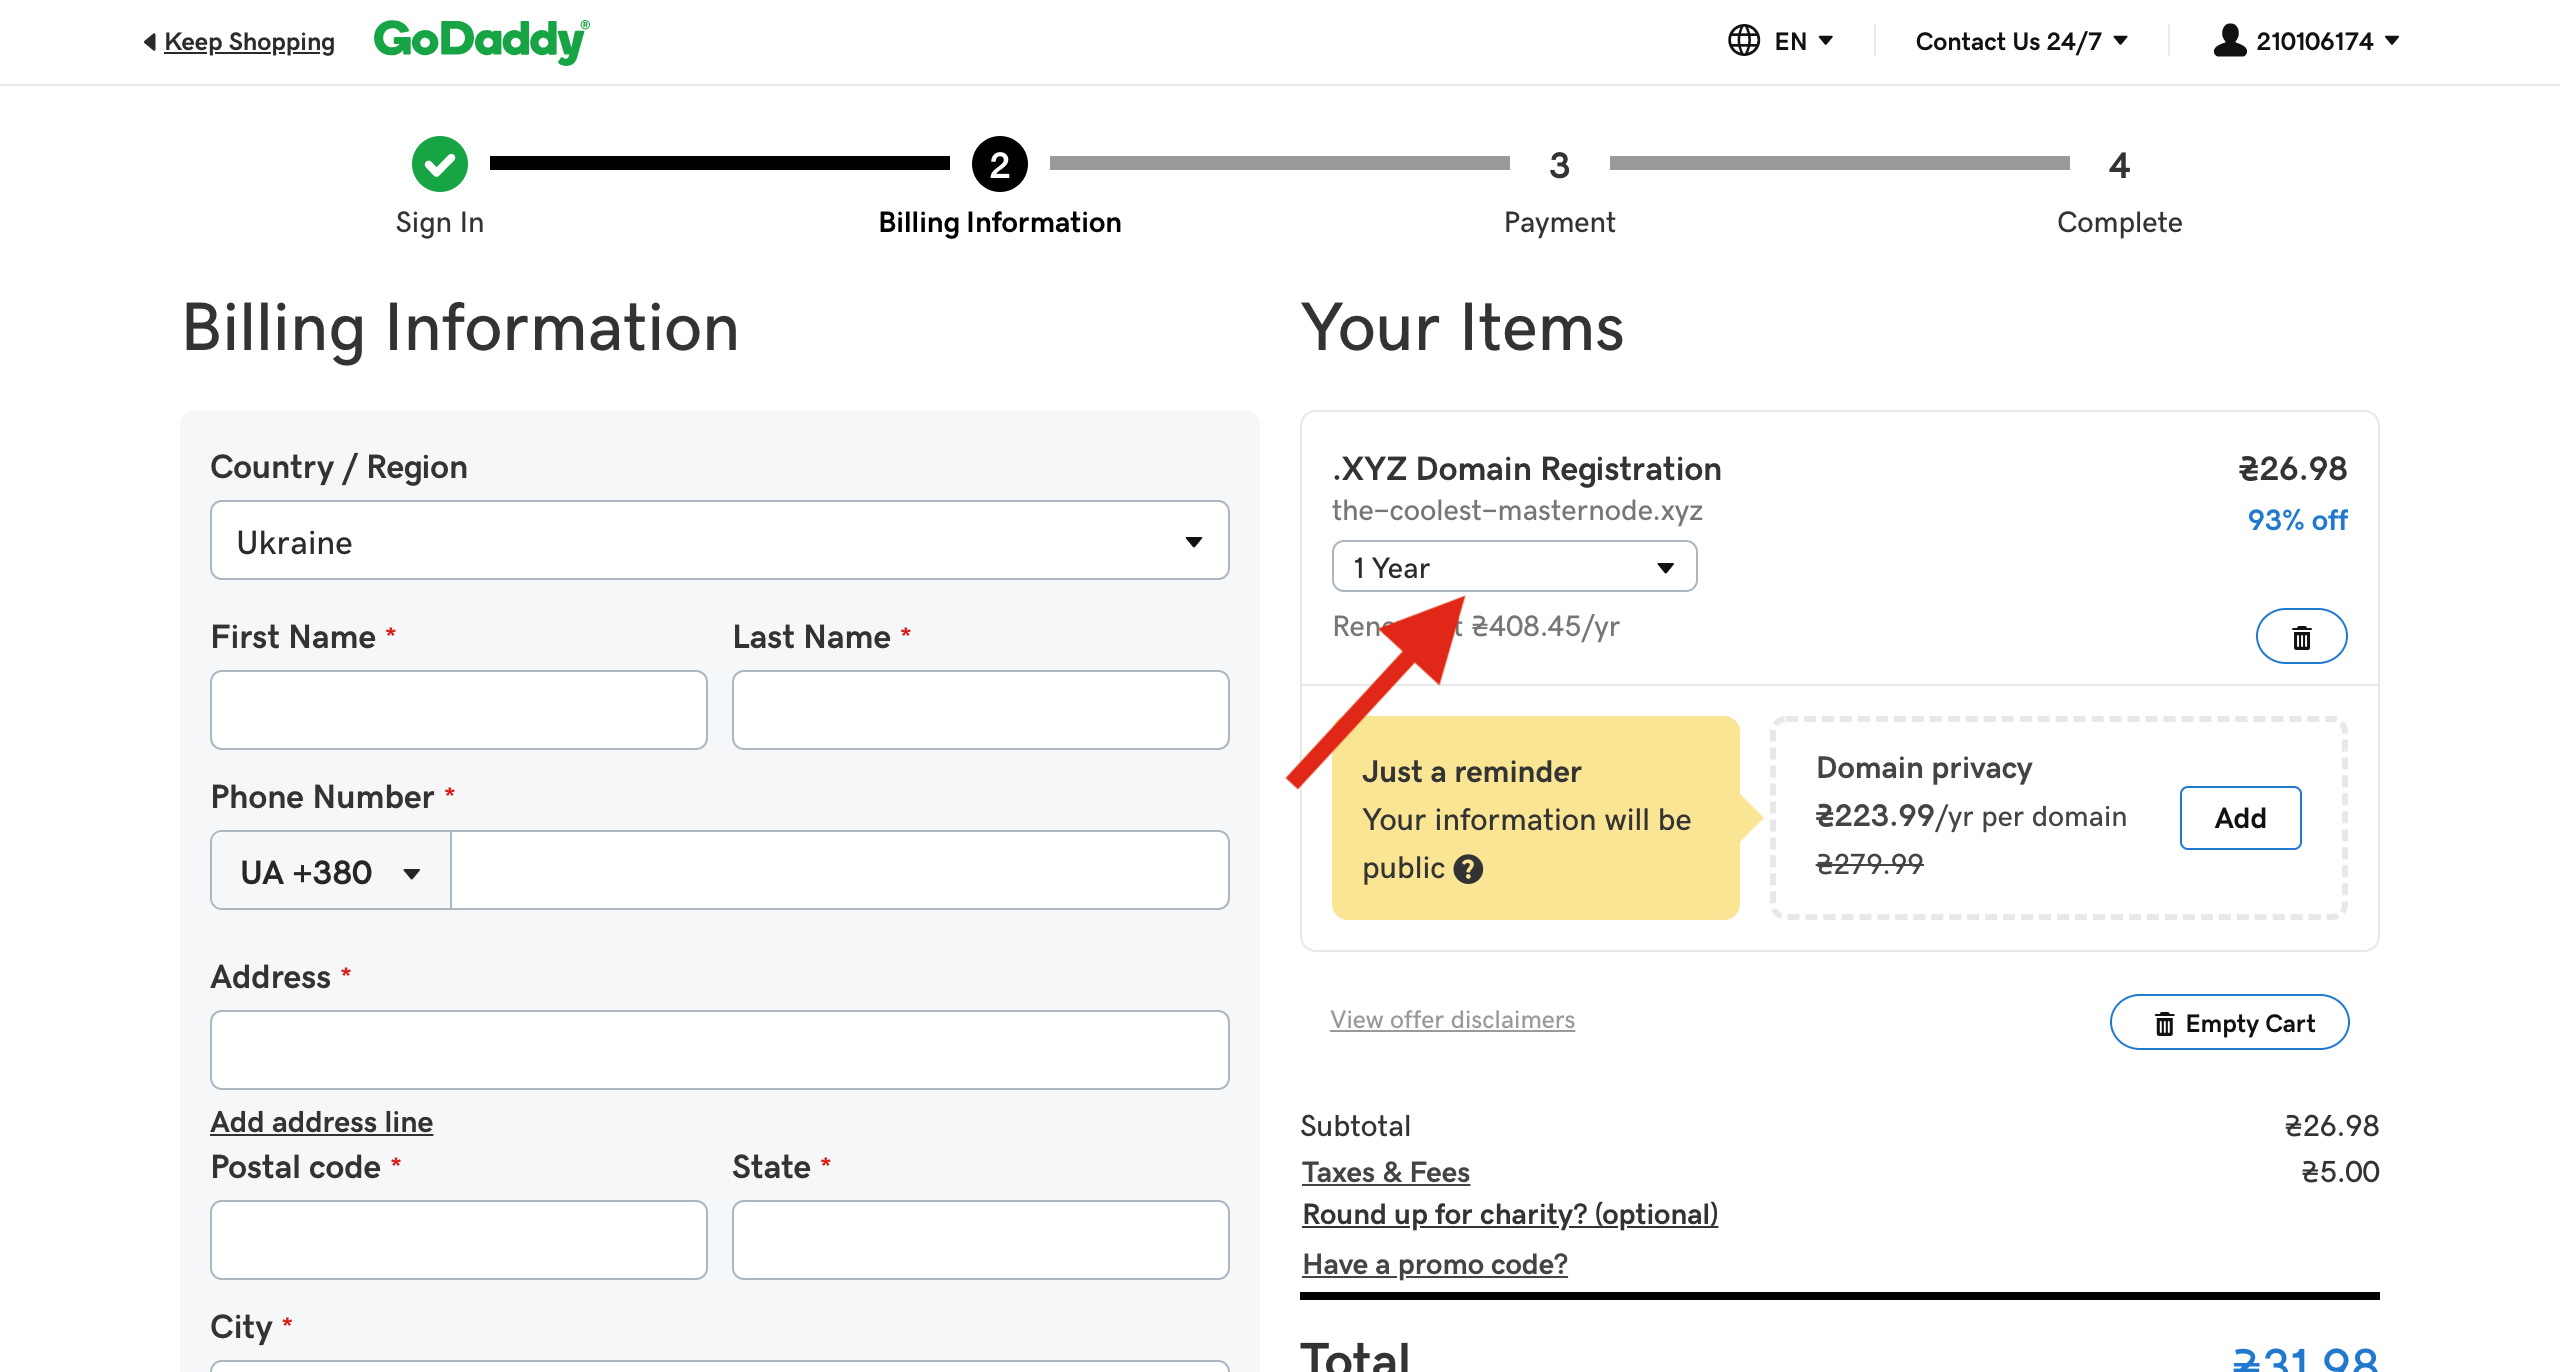 Keep Shopping
GoDaddy®
EN
Contact Us 24/7
210106174
2
3
4
Sign In
Billing Information
Payment
Complete
Billing Information
Country / Region
Ukraine
First Name *
Last Name *
Phone Number *
UA +380
Address *
Add address line
Postal code *
State *
City *
Your Items
.XYZ Domain Registration
₴26.98
the-coolest-masternode.xyz
93% off
1 Year
₴408.45/yr
Just a reminder
Your information will be
public ?
Domain privacy
₴223.99/yr per domain
₴279.99
Add
View offer disclaimers
Empty Cart
Subtotal
₴26.98
Taxes & Fees
₴5.00
Round up for charity? (optional)
Have a promo code?
Total
₴31.98